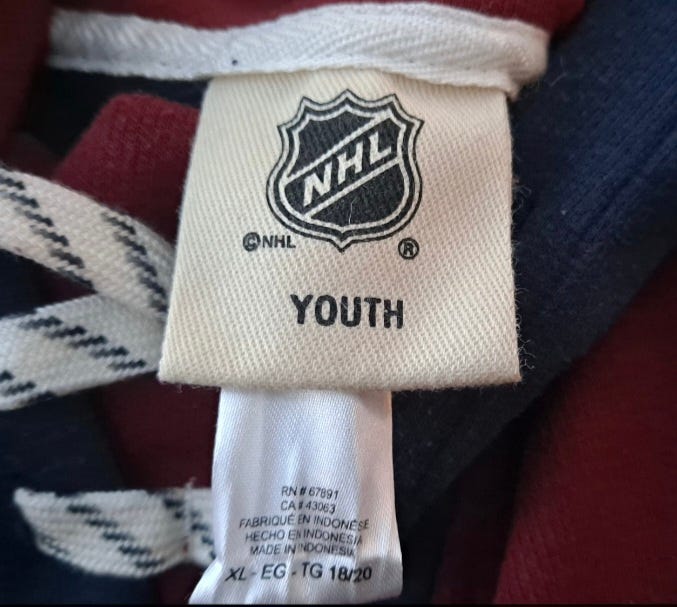 NHL
©NHL ®
YOUTH
RN # 67891
CA # 43063
FABRIQUÉ EN INDONÉSE
HECHO EN INDONESIA
MADE IN INDONESIA
XL - EG - TG 18/20